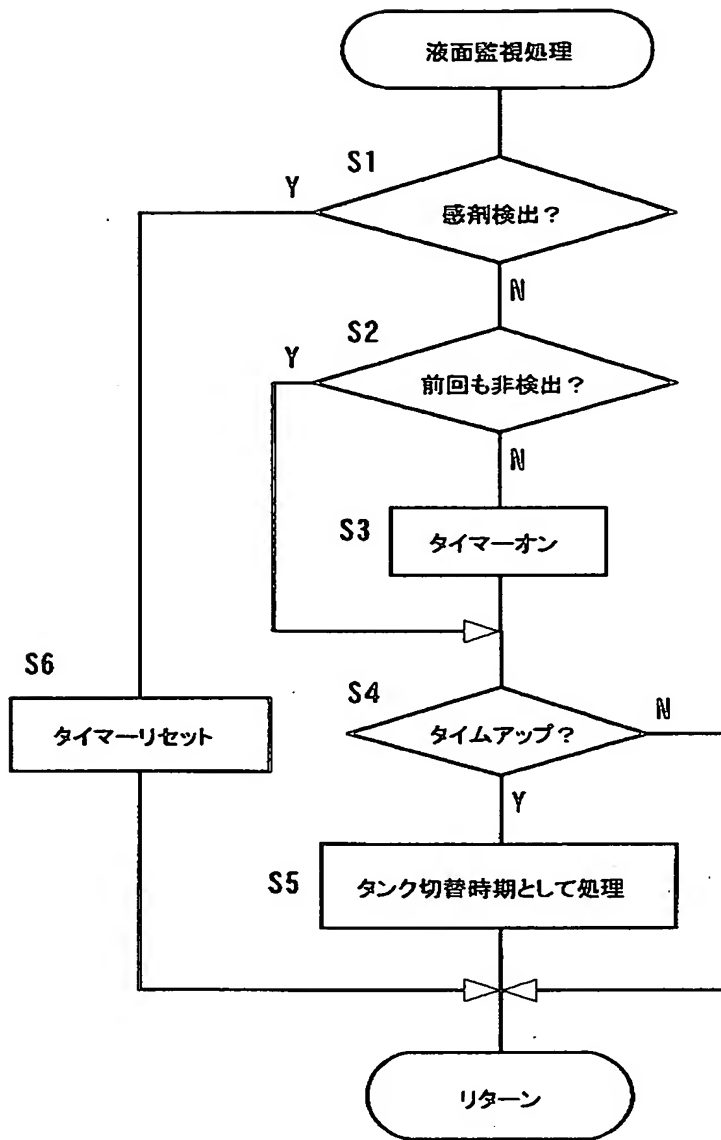 液面監視処理
S1
Y
感剤検出?
N
S2
Y
前回も非検出?
N
S3
タイマーオン
S6
タイマーリセット
S4
タイムアップ?
N
Y
S5
タンク切替時期として処理
リターン